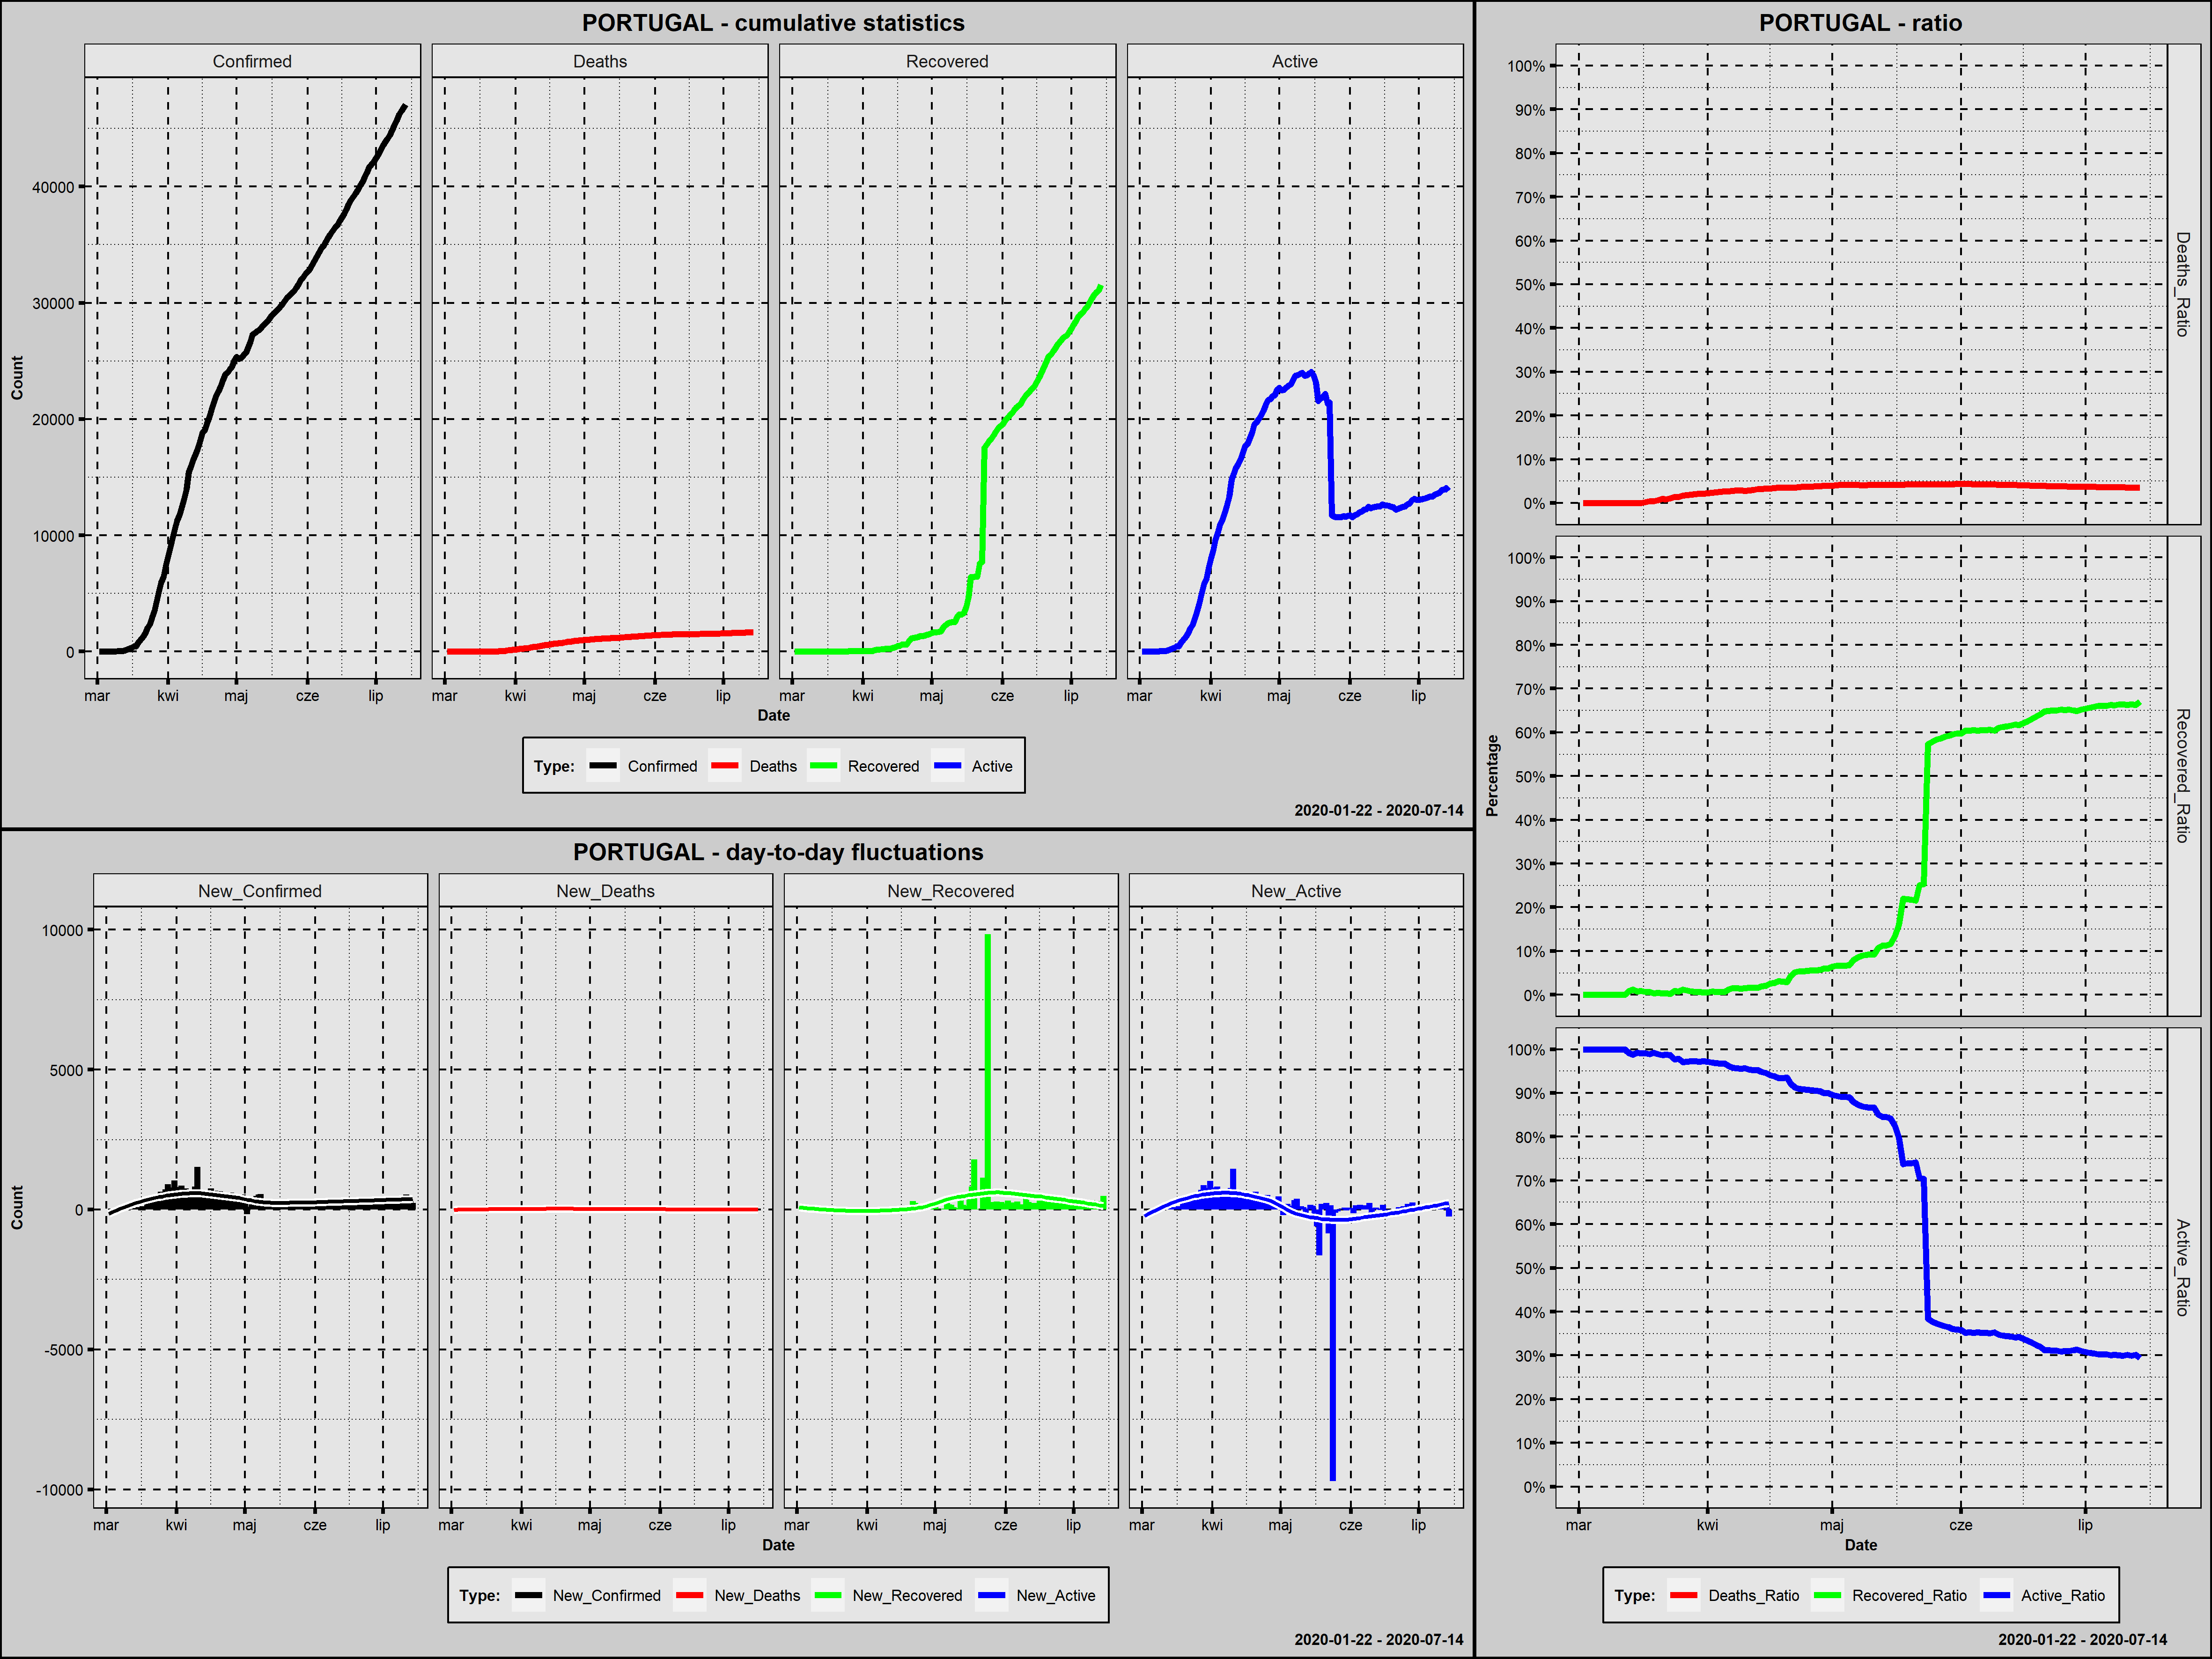 PORTUGAL - cumulative statistics
Confirmed Deaths Recovered Active
Count
40000
30000
20000
10000
0
mar kwi maj cze lip mar kwi maj cze lip mar kwi maj cze lip mar kwi maj cze lip
Date
Type: Confirmed Deaths Recovered Active
2020-01-22 - 2020-07-14
PORTUGAL - day-to-day fluctuations
New_Confirmed New_Deaths New_Recovered New_Active
Count
10000
5000
0
-5000
-10000
mar kwi maj cze lip mar kwi maj cze lip mar kwi maj cze lip mar kwi maj cze lip
Date
Type: New_Confirmed New_Deaths New_Recovered New_Active
2020-01-22 - 2020-07-14
PORTUGAL - ratio
Percentage
100%
90%
80%
70%
60%
50%
40%
30%
20%
10%
0%
Deaths_Ratio
100%
90%
80%
70%
60%
50%
40%
30%
20%
10%
0%
Recovered_Ratio
100%
90%
80%
70%
60%
50%
40%
30%
20%
10%
0%
Active_Ratio
mar kwi maj cze lip
Date
Type: Deaths_Ratio Recovered_Ratio Active_Ratio
2020-01-22 - 2020-07-14